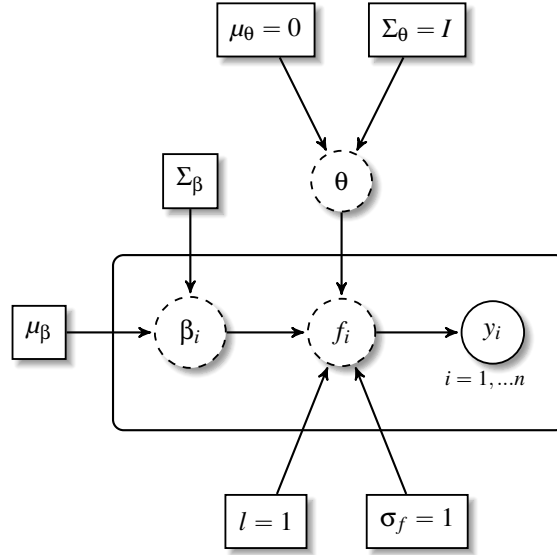 μ_θ = 0
Σ_θ = I
θ
Σ_β
μ_β
β_i
f_i
y_i
i = 1,...n
l = 1
σ_f = 1